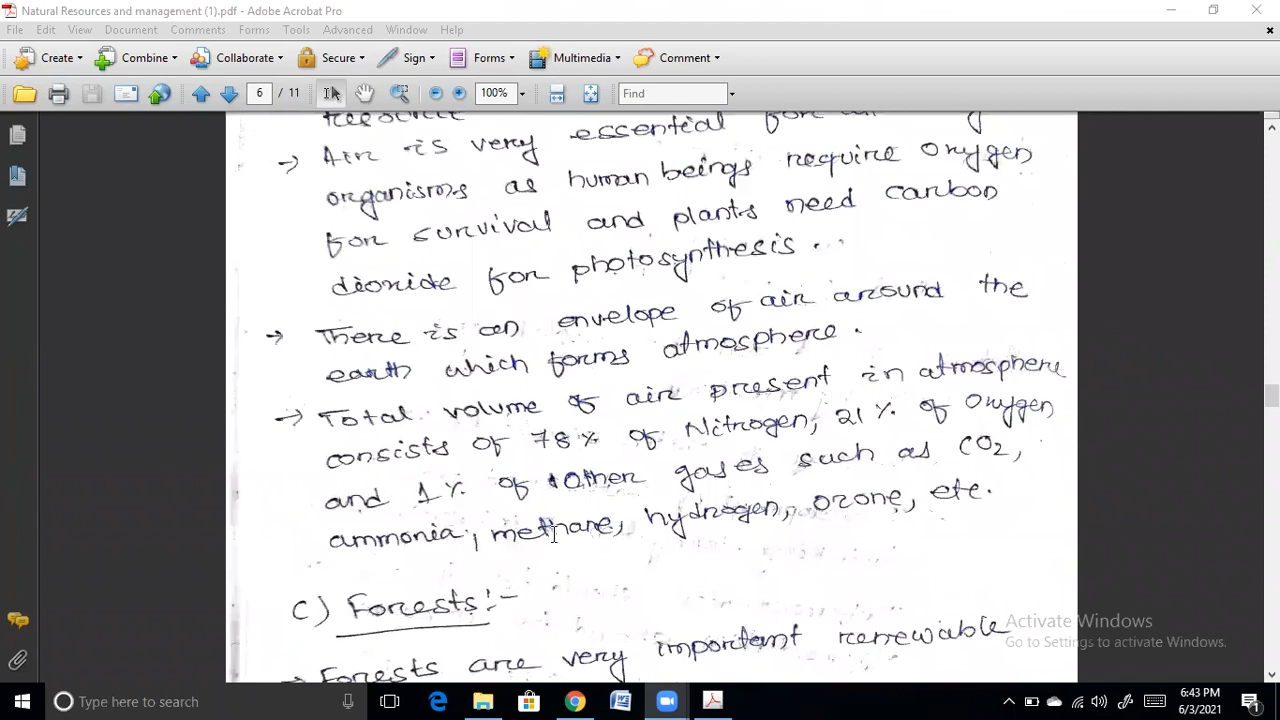 Natural Resources and management (1).pdf - Adobe Acrobat Pro
File Edit View Document Comments Forms Tools Advanced Window Help
Create Combine Collaborate Secure Sign Forms Multimedia Comment
6 / 11 100% Find
essential for
→ Air is very
organisms as human beings require oxygen
for survival and plants need carbon
dioxide for photosynthesis...
→ There is an envelope of air around the
earth which forms atmosphere.
→ Total volume of air present in atmosphere
consists of 78% of Nitrogen, 21% of Oxygen
and 1% of Other gases such as CO2,
ammonia, methane, hydrogen, ozone, etc.
C) Forests:-
→ Forests are very important renewable
Activate Windows
Go to Settings to activate Windows.
Type here to search
6:43 PM
6/3/2021